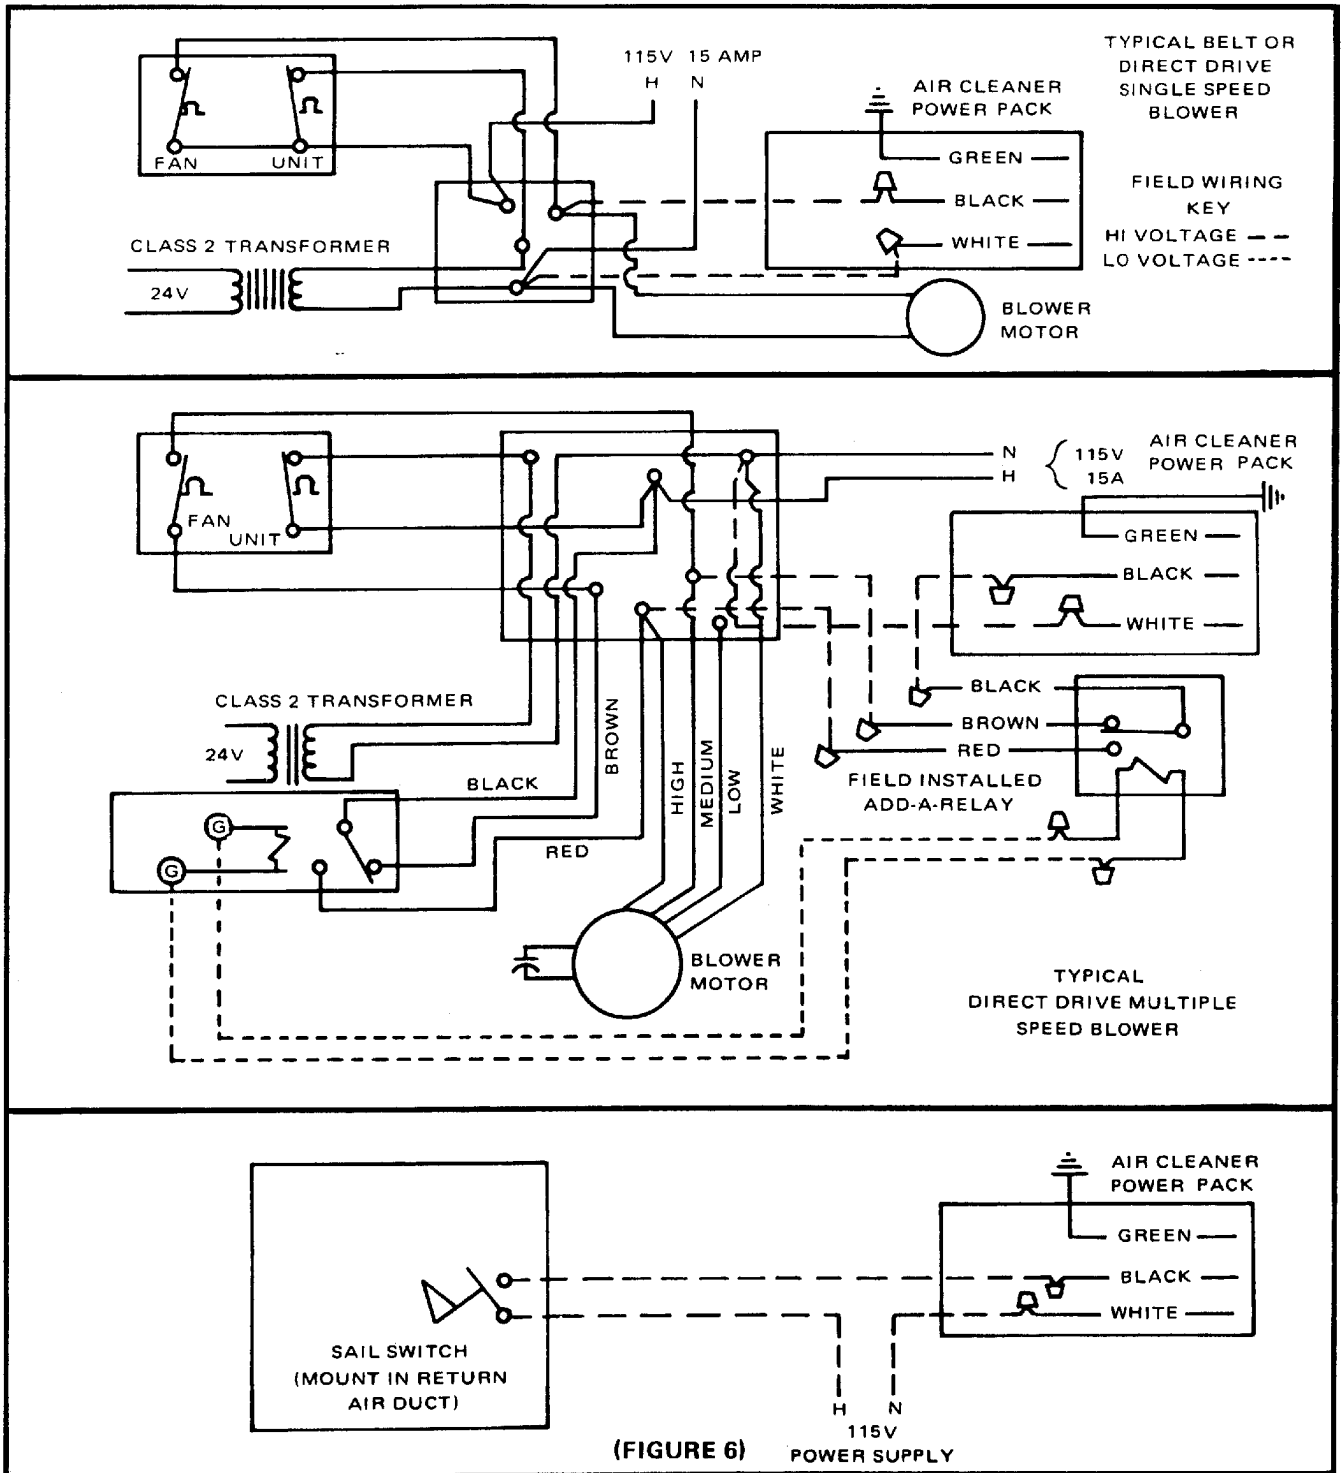 115V 15 AMP
H N
AIR CLEANER
POWER PACK
TYPICAL BELT OR
DIRECT DRIVE
SINGLE SPEED
BLOWER
FAN UNIT
GREEN
BLACK
WHITE
FIELD WIRING
KEY
HI VOLTAGE
LO VOLTAGE
CLASS 2 TRANSFORMER
24V
BLOWER
MOTOR
FAN
UNIT
N
H
115V
15A
AIR CLEANER
POWER PACK
GREEN
BLACK
WHITE
CLASS 2 TRANSFORMER
24V
BLACK
BROWN
RED
HIGH
MEDIUM
LOW
WHITE
BLACK
BROWN
RED
FIELD INSTALLED
ADD-A-RELAY
G
G
BLOWER
MOTOR
TYPICAL
DIRECT DRIVE MULTIPLE
SPEED BLOWER
AIR CLEANER
POWER PACK
GREEN
BLACK
WHITE
SAIL SWITCH
(MOUNT IN RETURN
AIR DUCT)
H N
115V
POWER SUPPLY
(FIGURE 6)